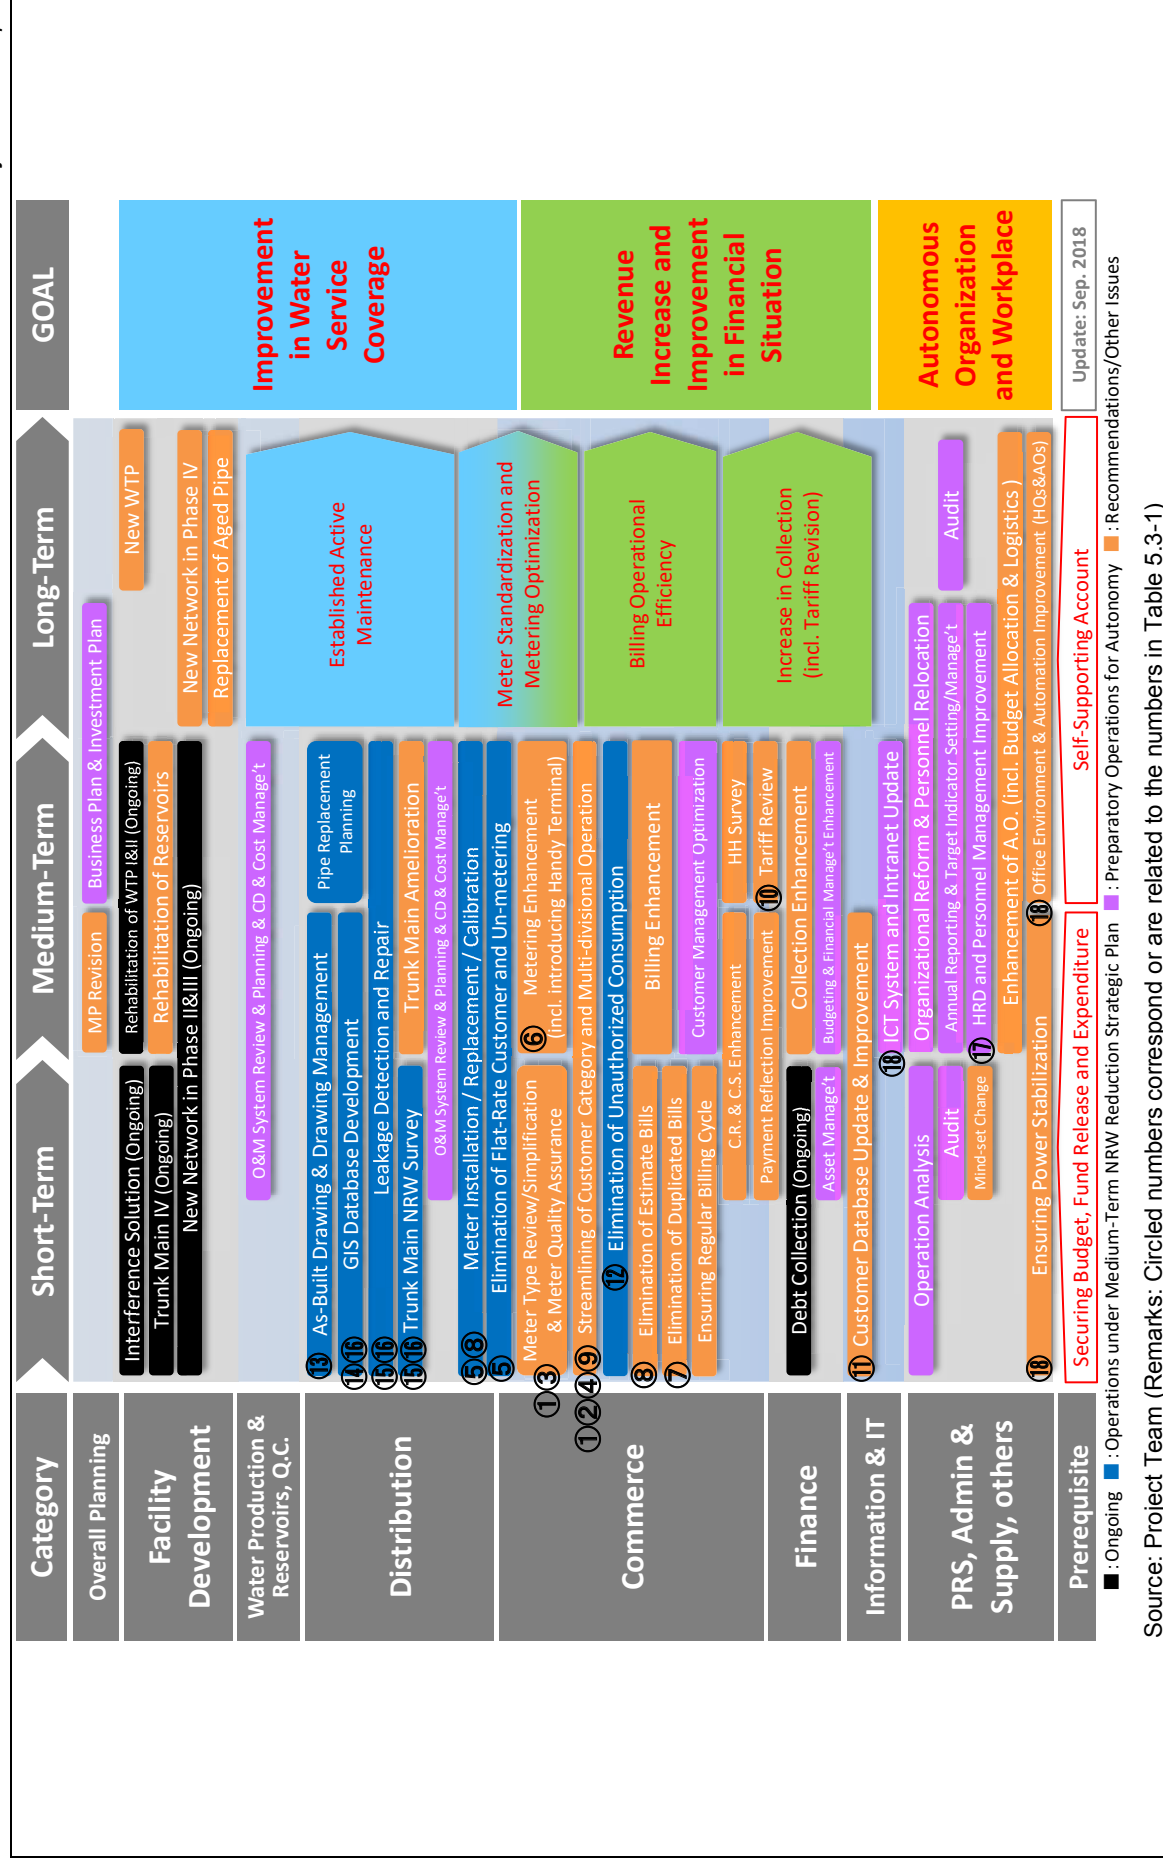 Category
Short-Term
Medium-Term
Long-Term
GOAL
Overall Planning
MP Revision
Business Plan & Investment Plan
Facility
Development
Interference Solution (Ongoing)
Rehabilitation of WTP I&II (Ongoing)
New WTP
Trunk Main IV (Ongoing)
Rehabilitation of Reservoirs
New Network in Phase II&III (Ongoing)
New Network in Phase IV
Replacement of Aged Pipe
Water Production &
Reservoirs, Q.C.
O&M System Review & Planning & CD & Cost Manage't
Distribution
⑬ As-Built Drawing & Drawing Management
Pipe Replacement
Planning
⑭⑯ GIS Database Development
⑮⑯ Leakage Detection and Repair
⑮⑯ Trunk Main NRW Survey
Trunk Main Amelioration
O&M System Review & Planning & CD & Cost Manage't
Established Active
Maintenance
Improvement
in Water
Service
Coverage
⑤⑧ Meter Installation / Replacement / Calibration
⑤ Elimination of Flat-Rate Customer and Un-metering
Commerce
①③ Meter Type Review/Simplification
& Meter Quality Assurance
⑥ Metering Enhancement
(incl. introducing Handy Terminal)
Meter Standardization and
Metering Optimization
①②④⑨ Streamlining of Customer Category and Multi-divisional Operation
⑫ Elimination of Unauthorized Consumption
⑧ Elimination of Estimate Bills
Billing Enhancement
⑦ Elimination of Duplicated Bills
Ensuring Regular Billing Cycle
Customer Management Optimization
Billing Operational
Efficiency
C.R. & C.S. Enhancement
HH Survey
Payment Reflection Improvement
⑩ Tariff Review
Revenue
Increase and
Improvement
in Financial
Situation
Finance
Debt Collection (Ongoing)
Collection Enhancement
Asset Manage't
Budgeting & Financial Manage't Enhancement
Increase in Collection
(incl. Tariff Revision)
Information & IT
⑪ Customer Database Update & Improvement
⑱ ICT System and Intranet Update
PRS, Admin &
Supply, others
Operation Analysis
Organizational Reform & Personnel Relocation
Audit
Annual Reporting & Target Indicator Setting/Manage't
Audit
Mind-set Change
⑰ HRD and Personnel Management Improvement
Enhancement of A.O. (incl. Budget Allocation & Logistics )
⑱ Ensuring Power Stabilization
⑱ Office Environment & Automation Improvement (HQs&AOs)
Autonomous
Organization
and Workplace
Prerequisite
Securing Budget, Fund Release and Expenditure
Self-Supporting Account
Update: Sep. 2018
: Ongoing : Operations under Medium-Term NRW Reduction Strategic Plan : Preparatory Operations for Autonomy : Recommendations/Other Issues
Source: Project Team (Remarks: Circled numbers correspond or are related to the numbers in Table 5.3-1)